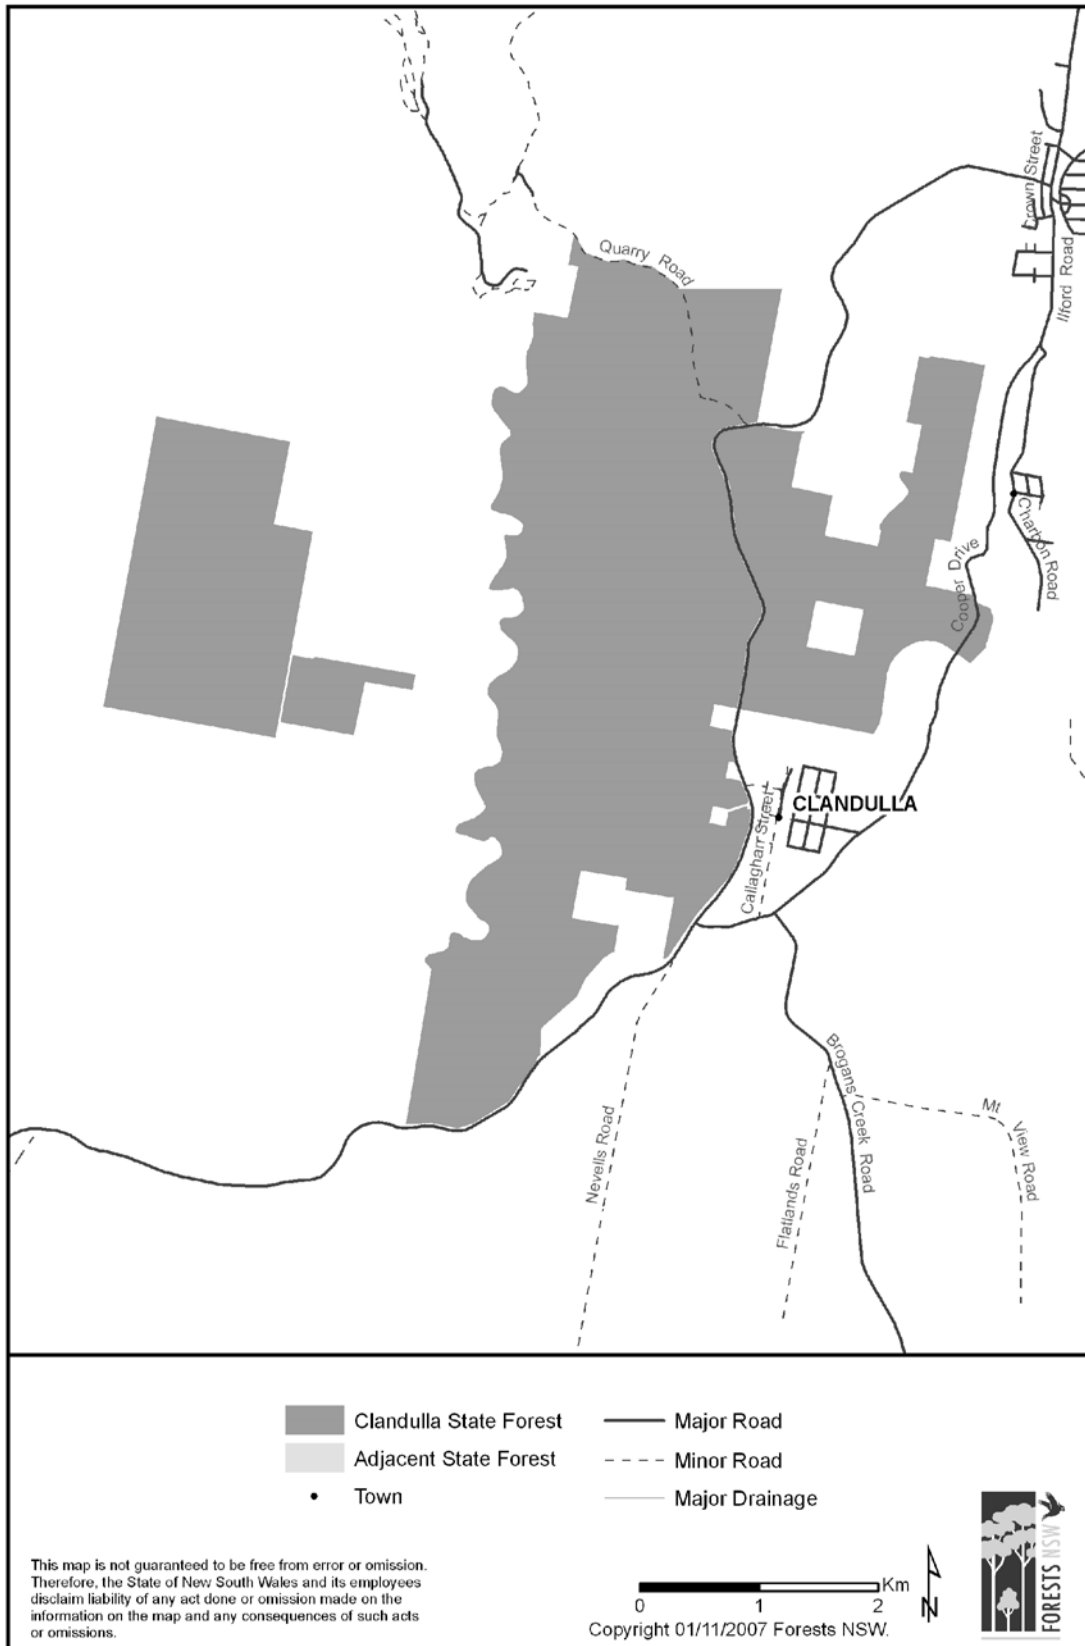 Crown Street
Quarry Road
Ilford Road
Charbon Road
Cooper Drive
CLANDULLA
Callaghan Street
Brogans Creek Road
Mt View Road
Nevells Road
Flatlands Road
Clandulla State Forest
Major Road
Adjacent State Forest
Minor Road
Town
Major Drainage
This map is not guaranteed to be free from error or omission.
Therefore, the State of New South Wales and its employees
disclaim liability of any act done or omission made on the
information on the map and any consequences of such acts
or omissions.
Km
0 1 2
Copyright 01/11/2007 Forests NSW.
N
FORESTS NSW